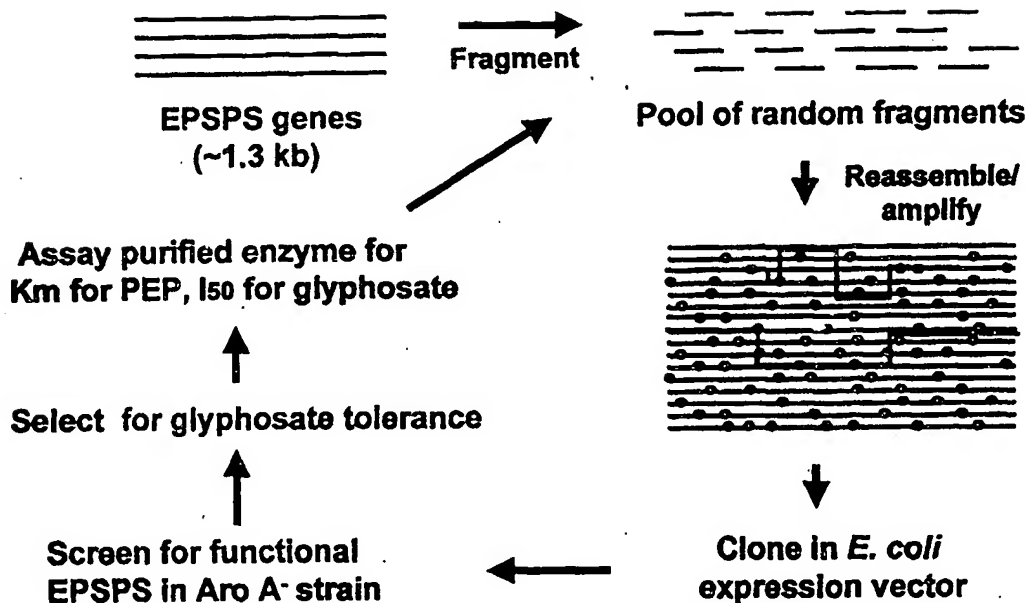 Fragment
EPSPS genes
(~1.3 kb)
Pool of random fragments
Reassemble/
amplify
Assay purified enzyme for
Km for PEP, I50 for glyphosate
Select for glyphosate tolerance
Screen for functional
EPSPS in Aro A- strain
Clone in E. coli
expression vector